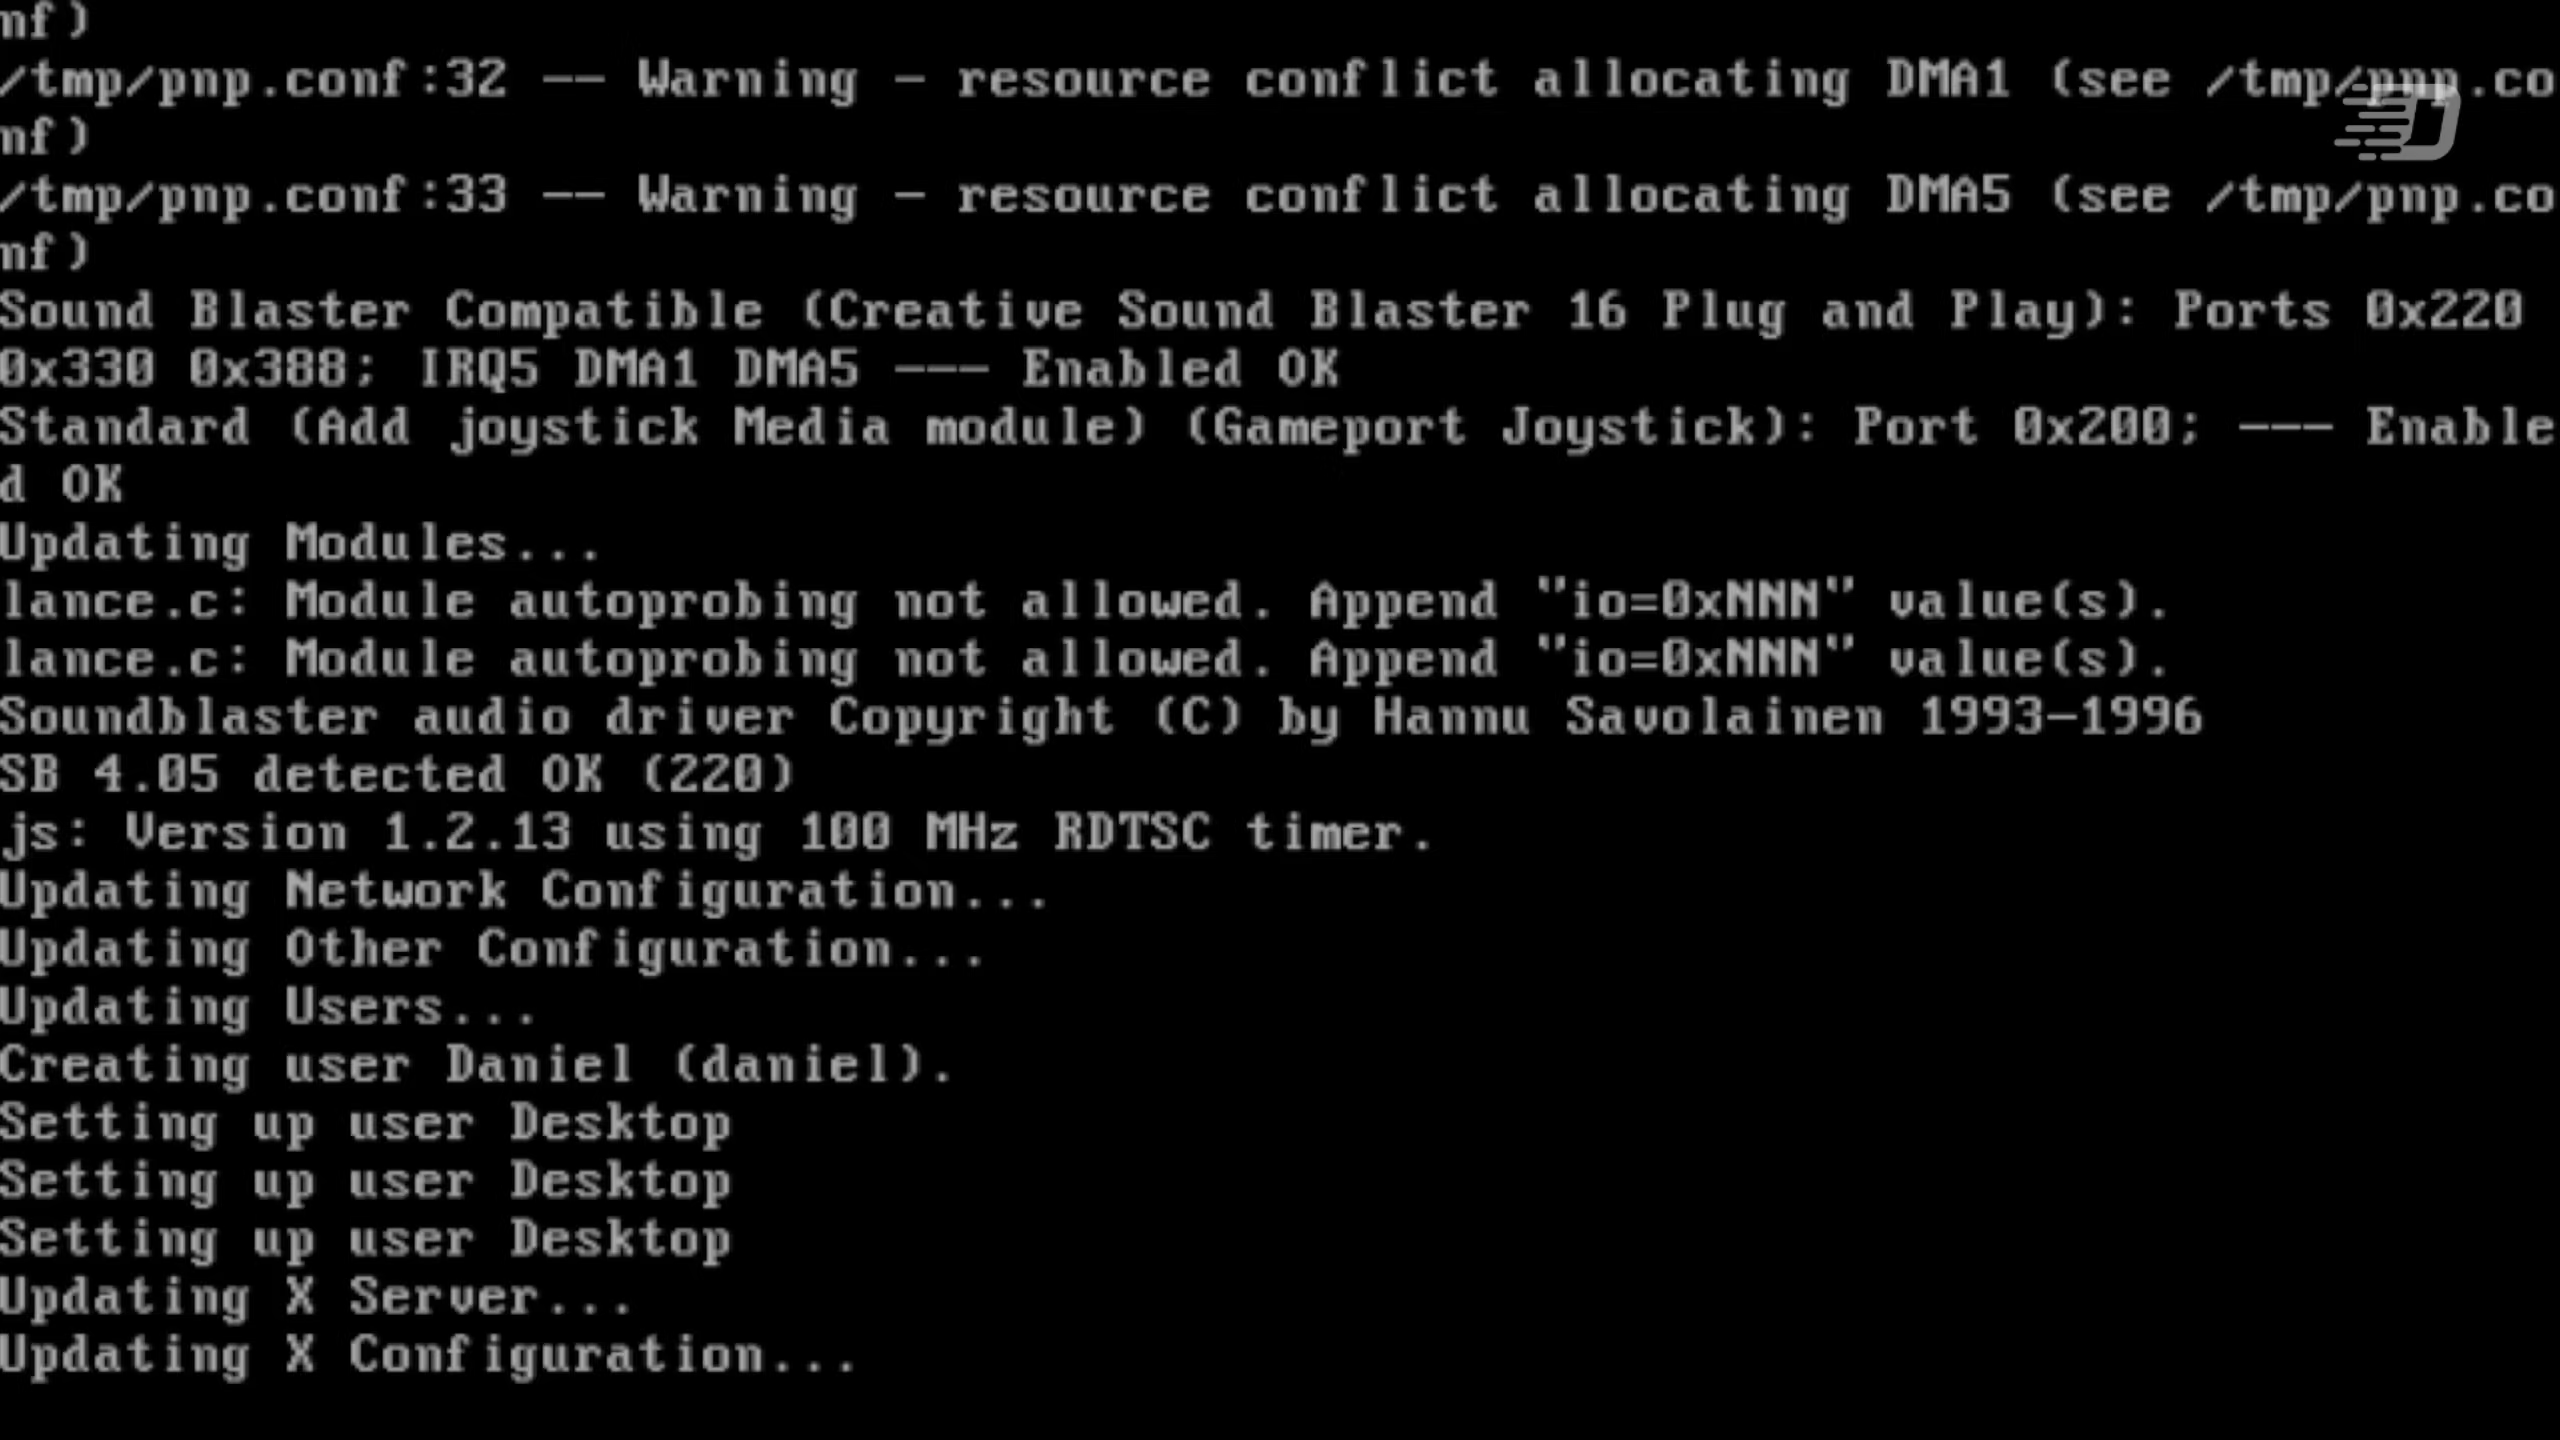 nf)
/tmp/pnp.conf:32 -- Warning - resource conflict allocating DMA1 (see /tmp/pnp.co
nf)
/tmp/pnp.conf:33 -- Warning - resource conflict allocating DMA5 (see /tmp/pnp.co
nf)
Sound Blaster Compatible (Creative Sound Blaster 16 Plug and Play): Ports 0x220
0x330 0x388; IRQ5 DMA1 DMA5 --- Enabled OK
Standard (Add joystick Media module) (Gameport Joystick): Port 0x200; --- Enable
d OK
Updating Modules...
lance.c: Module autoprobing not allowed. Append "io=0xNNN" value(s).
lance.c: Module autoprobing not allowed. Append "io=0xNNN" value(s).
Soundblaster audio driver Copyright (C) by Hannu Savolainen 1993-1996
SB 4.05 detected OK (220)
js: Version 1.2.13 using 100 MHz RDTSC timer.
Updating Network Configuration...
Updating Other Configuration...
Updating Users...
Creating user Daniel (daniel).
Setting up user Desktop
Setting up user Desktop
Setting up user Desktop
Updating X Server...
Updating X Configuration...